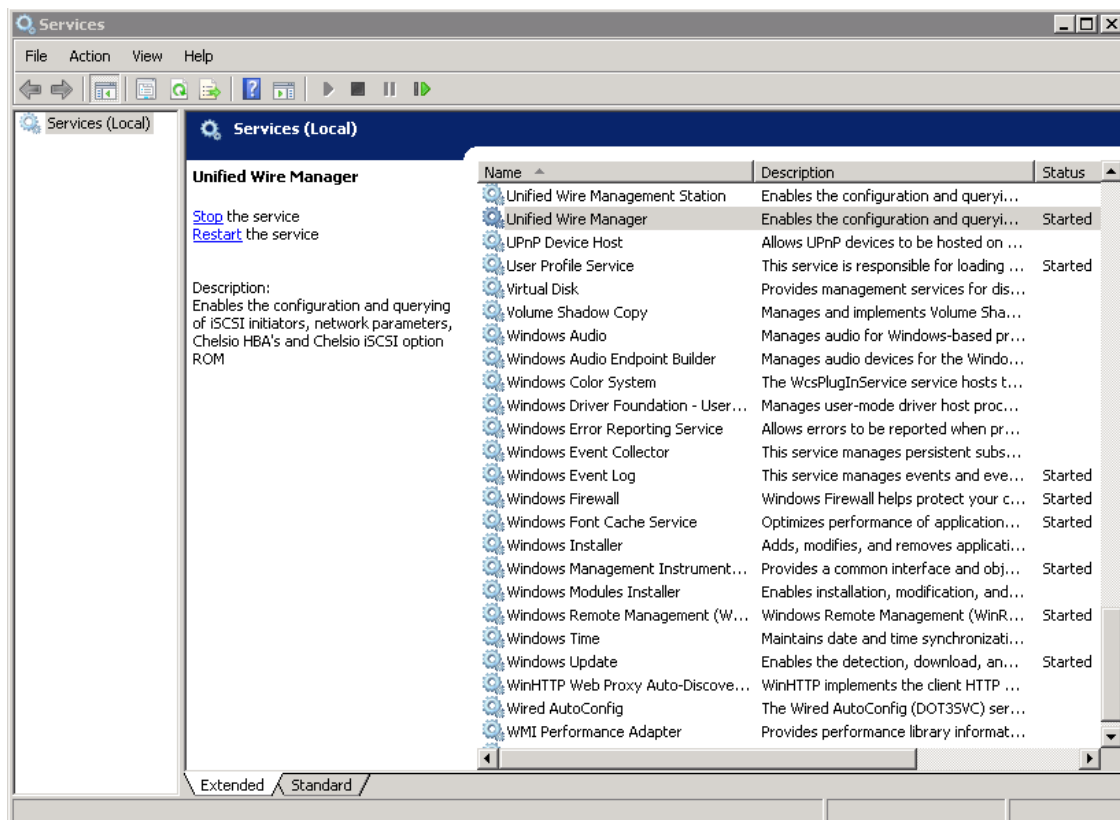 Services
File Action View Help
Services (Local)
Services (Local)
Unified Wire Manager
Stop the service
Restart the service
Description:
Enables the configuration and querying
of iSCSI initiators, network parameters,
Chelsio HBA's and Chelsio iSCSI option
ROM
Name Description Status
Unified Wire Management Station Enables the configuration and queryi...
Unified Wire Manager Enables the configuration and queryi... Started
UPnP Device Host Allows UPnP devices to be hosted on ...
User Profile Service This service is responsible for loading ... Started
Virtual Disk Provides management services for dis...
Volume Shadow Copy Manages and implements Volume Sha...
Windows Audio Manages audio for Windows-based pr...
Windows Audio Endpoint Builder Manages audio devices for the Windo...
Windows Color System The WcsPlugInService service hosts t...
Windows Driver Foundation - User... Manages user-mode driver host proc...
Windows Error Reporting Service Allows errors to be reported when pr...
Windows Event Collector This service manages persistent subs...
Windows Event Log This service manages events and eve... Started
Windows Firewall Windows Firewall helps protect your c... Started
Windows Font Cache Service Optimizes performance of application... Started
Windows Installer Adds, modifies, and removes applicati...
Windows Management Instrument... Provides a common interface and obj... Started
Windows Modules Installer Enables installation, modification, and...
Windows Remote Management (W... Windows Remote Management (WinR... Started
Windows Time Maintains date and time synchronizati...
Windows Update Enables the detection, download, an... Started
WinHTTP Web Proxy Auto-Discove... WinHTTP implements the client HTTP ...
Wired AutoConfig The Wired AutoConfig (DOT3SVC) ser...
WMI Performance Adapter Provides performance library informat...
Extended Standard